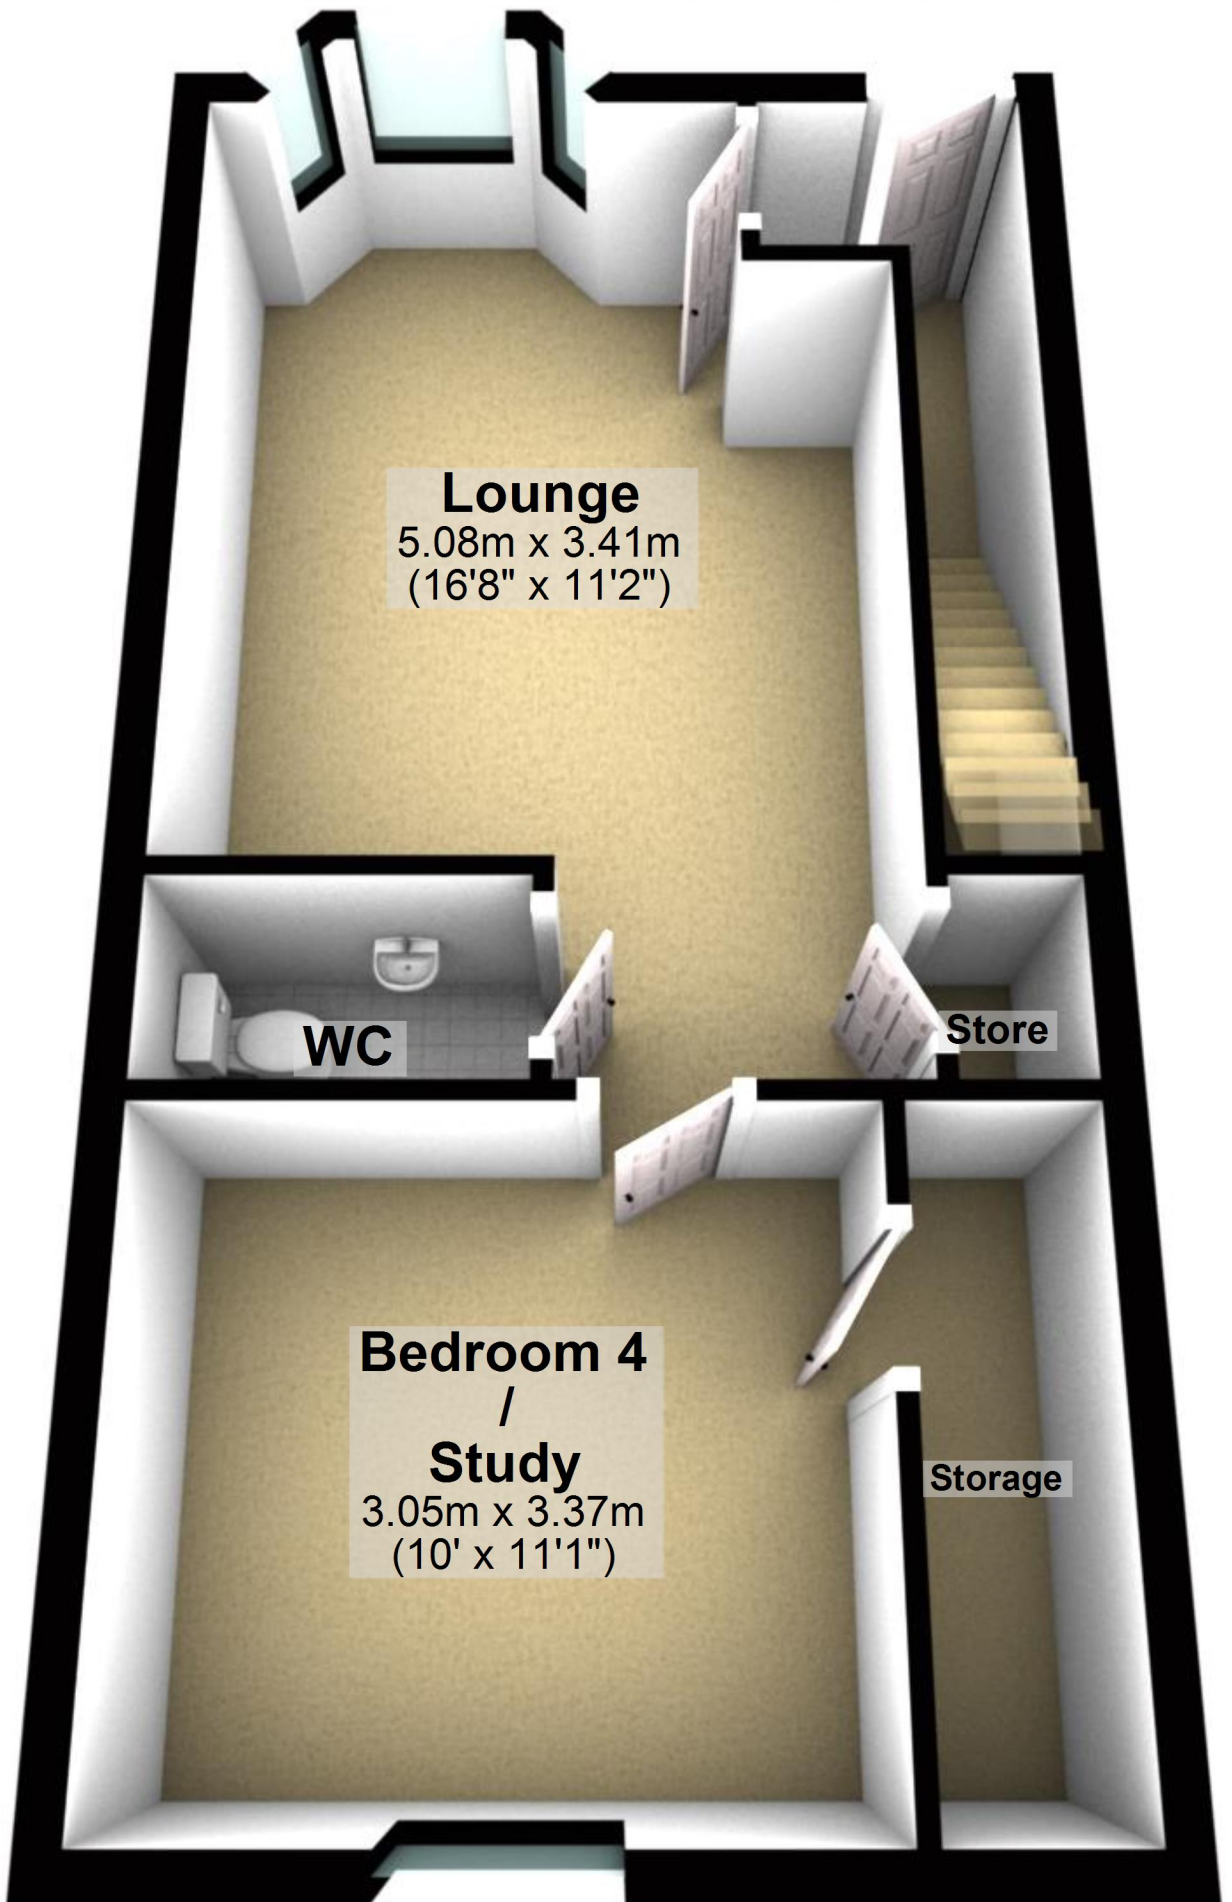 Lounge
5.08m x 3.41m
(16'8" x 11'2")
WC
Store
Bedroom 4
/
Study
3.05m x 3.37m
(10' x 11'1")
Storage